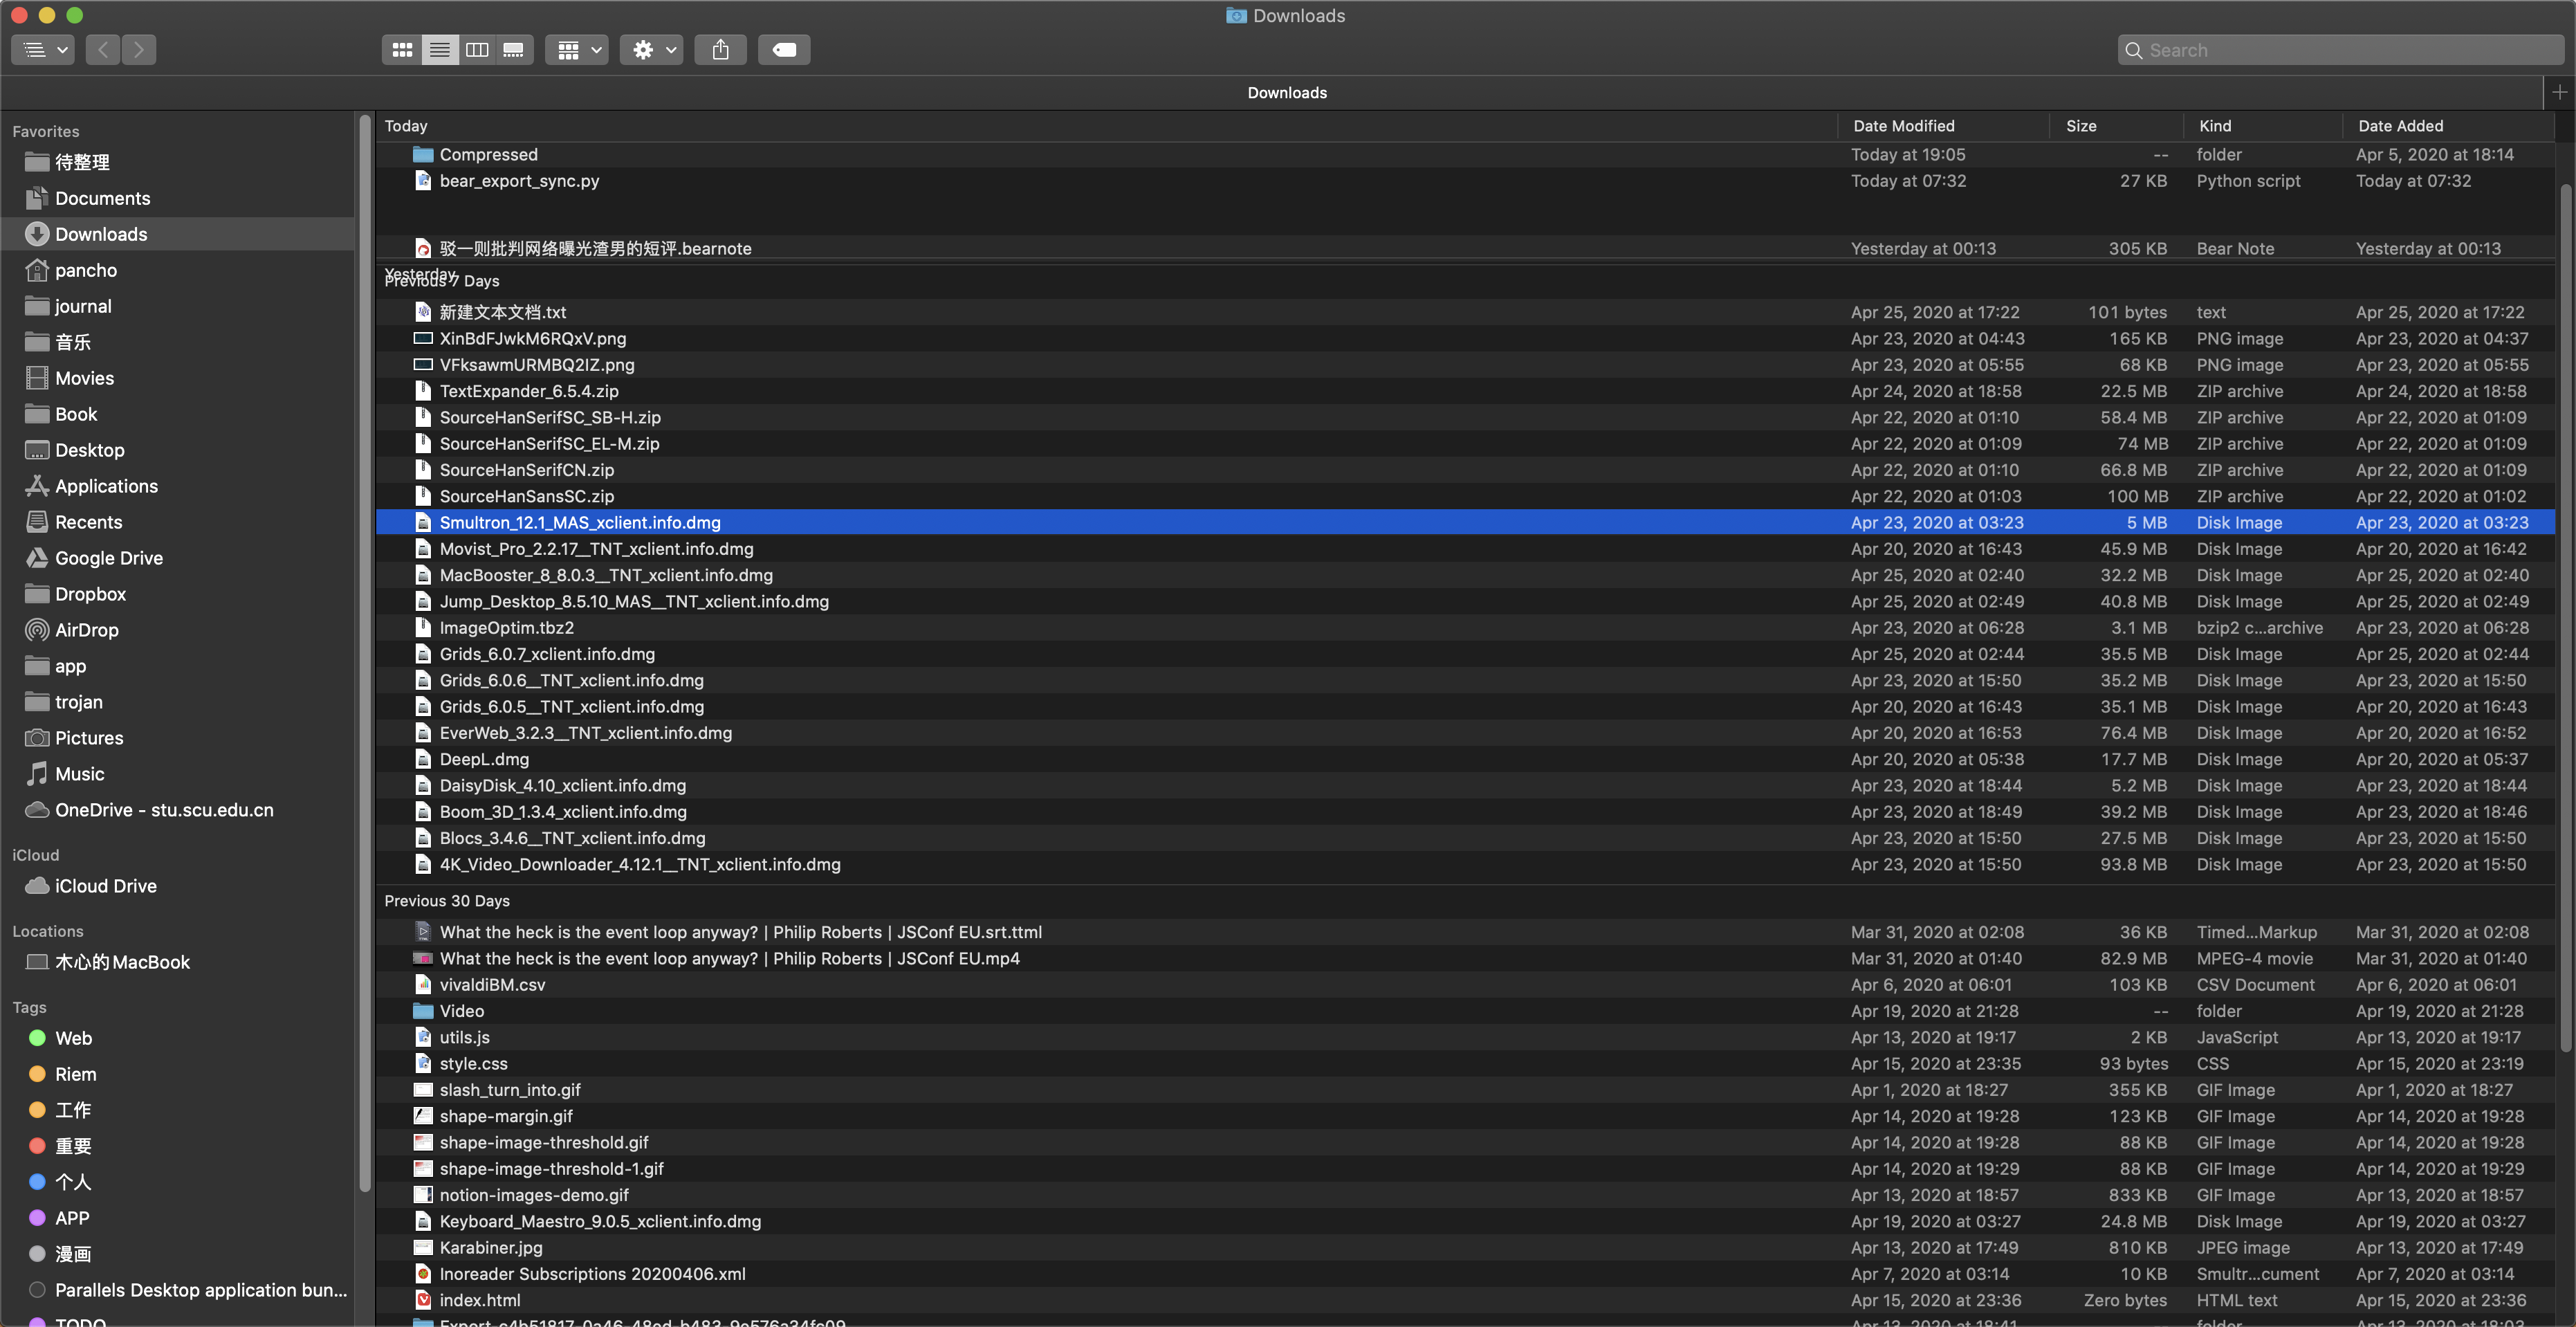 Downloads
Search
Downloads
Favorites
待整理
Documents
Downloads
pancho
journal
音乐
Movies
Book
Desktop
Applications
Recents
Google Drive
Dropbox
AirDrop
app
trojan
Pictures
Music
OneDrive - stu.scu.edu.cn
iCloud
iCloud Drive
Locations
木心的MacBook
Tags
Web
Riem
工作
重要
个人
APP
漫画
Parallels Desktop application bun...
TODO
Today Date Modified Size Kind Date Added
Compressed Today at 19:05 -- folder Apr 5, 2020 at 18:14
bear_export_sync.py Today at 07:32 27 KB Python script Today at 07:32
驳一则批判网络曝光渣男的短评.bearnote Yesterday at 00:13 305 KB Bear Note Yesterday at 00:13
Yesterday
Previous 7 Days
新建文本文档.txt Apr 25, 2020 at 17:22 101 bytes text Apr 25, 2020 at 17:22
XinBdFJwkM6RQxV.png Apr 23, 2020 at 04:43 165 KB PNG image Apr 23, 2020 at 04:37
VFksawmURMBQ2IZ.png Apr 23, 2020 at 05:55 68 KB PNG image Apr 23, 2020 at 05:55
TextExpander_6.5.4.zip Apr 24, 2020 at 18:58 22.5 MB ZIP archive Apr 24, 2020 at 18:58
SourceHanSerifSC_SB-H.zip Apr 22, 2020 at 01:10 58.4 MB ZIP archive Apr 22, 2020 at 01:09
SourceHanSerifSC_EL-M.zip Apr 22, 2020 at 01:09 74 MB ZIP archive Apr 22, 2020 at 01:09
SourceHanSerifCN.zip Apr 22, 2020 at 01:10 66.8 MB ZIP archive Apr 22, 2020 at 01:09
SourceHanSansSC.zip Apr 22, 2020 at 01:03 100 MB ZIP archive Apr 22, 2020 at 01:02
Smultron_12.1_MAS_xclient.info.dmg Apr 23, 2020 at 03:23 5 MB Disk Image Apr 23, 2020 at 03:23
Movist_Pro_2.2.17__TNT_xclient.info.dmg Apr 20, 2020 at 16:43 45.9 MB Disk Image Apr 20, 2020 at 16:42
MacBooster_8_8.0.3__TNT_xclient.info.dmg Apr 25, 2020 at 02:40 32.2 MB Disk Image Apr 25, 2020 at 02:40
Jump_Desktop_8.5.10_MAS__TNT_xclient.info.dmg Apr 25, 2020 at 02:49 40.8 MB Disk Image Apr 25, 2020 at 02:49
ImageOptim.tbz2 Apr 23, 2020 at 06:28 3.1 MB bzip2 c...archive Apr 23, 2020 at 06:28
Grids_6.0.7_xclient.info.dmg Apr 25, 2020 at 02:44 35.5 MB Disk Image Apr 25, 2020 at 02:44
Grids_6.0.6__TNT_xclient.info.dmg Apr 23, 2020 at 15:50 35.2 MB Disk Image Apr 23, 2020 at 15:50
Grids_6.0.5__TNT_xclient.info.dmg Apr 20, 2020 at 16:43 35.1 MB Disk Image Apr 20, 2020 at 16:43
EverWeb_3.2.3__TNT_xclient.info.dmg Apr 20, 2020 at 16:53 76.4 MB Disk Image Apr 20, 2020 at 16:52
DeepL.dmg Apr 20, 2020 at 05:38 17.7 MB Disk Image Apr 20, 2020 at 05:37
DaisyDisk_4.10_xclient.info.dmg Apr 23, 2020 at 18:44 5.2 MB Disk Image Apr 23, 2020 at 18:44
Boom_3D_1.3.4_xclient.info.dmg Apr 23, 2020 at 18:49 39.2 MB Disk Image Apr 23, 2020 at 18:46
Blocs_3.4.6__TNT_xclient.info.dmg Apr 23, 2020 at 15:50 27.5 MB Disk Image Apr 23, 2020 at 15:50
4K_Video_Downloader_4.12.1__TNT_xclient.info.dmg Apr 23, 2020 at 15:50 93.8 MB Disk Image Apr 23, 2020 at 15:50
Previous 30 Days
What the heck is the event loop anyway? | Philip Roberts | JSConf EU.srt.ttml Mar 31, 2020 at 02:08 36 KB Timed...Markup Mar 31, 2020 at 02:08
What the heck is the event loop anyway? | Philip Roberts | JSConf EU.mp4 Mar 31, 2020 at 01:40 82.9 MB MPEG-4 movie Mar 31, 2020 at 01:40
vivaldiBM.csv Apr 6, 2020 at 06:01 103 KB CSV Document Apr 6, 2020 at 06:01
Video Apr 19, 2020 at 21:28 -- folder Apr 19, 2020 at 21:28
utils.js Apr 13, 2020 at 19:17 2 KB JavaScript Apr 13, 2020 at 19:17
style.css Apr 15, 2020 at 23:35 93 bytes CSS Apr 15, 2020 at 23:19
slash_turn_into.gif Apr 1, 2020 at 18:27 355 KB GIF Image Apr 1, 2020 at 18:27
shape-margin.gif Apr 14, 2020 at 19:28 123 KB GIF Image Apr 14, 2020 at 19:28
shape-image-threshold.gif Apr 14, 2020 at 19:28 88 KB GIF Image Apr 14, 2020 at 19:28
shape-image-threshold-1.gif Apr 14, 2020 at 19:29 88 KB GIF Image Apr 14, 2020 at 19:29
notion-images-demo.gif Apr 13, 2020 at 18:57 833 KB GIF Image Apr 13, 2020 at 18:57
Keyboard_Maestro_9.0.5_xclient.info.dmg Apr 19, 2020 at 03:27 24.8 MB Disk Image Apr 19, 2020 at 03:27
Karabiner.jpg Apr 13, 2020 at 17:49 810 KB JPEG image Apr 13, 2020 at 17:49
Inoreader Subscriptions 20200406.xml Apr 7, 2020 at 03:14 10 KB Smultr...cument Apr 7, 2020 at 03:14
index.html Apr 15, 2020 at 23:36 Zero bytes HTML text Apr 15, 2020 at 23:36
Export-c4b51817-0a46-48ed-b483-9e576a34fc09 Apr 13, 2020 at 18:41 -- folder Apr 13, 2020 at 18:03